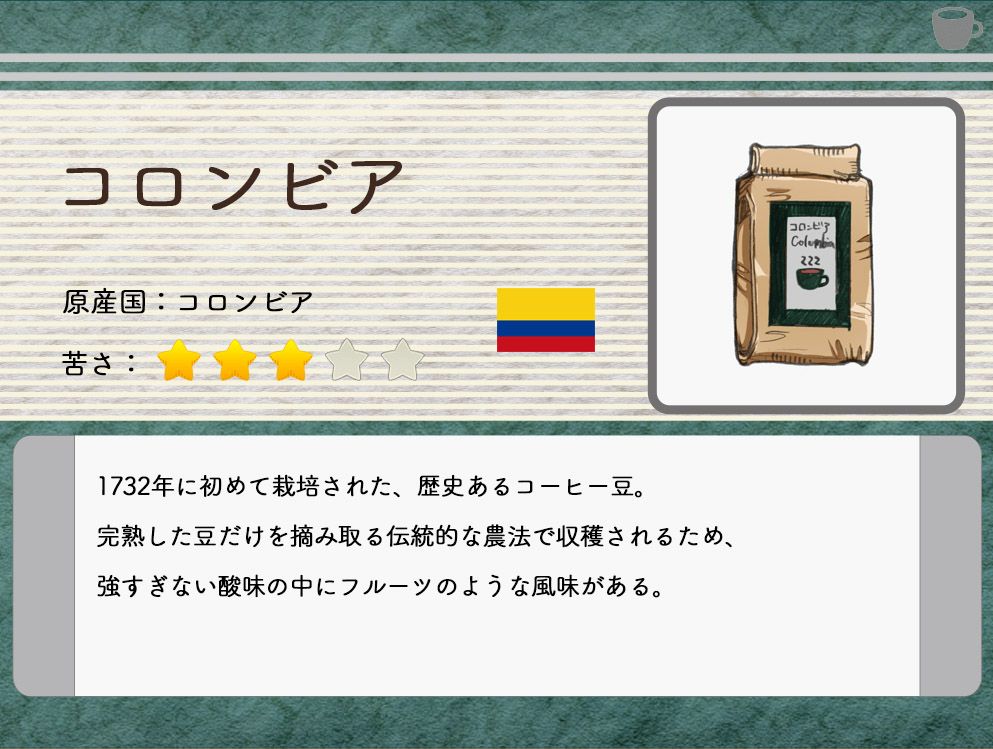 コロンビア
原産国：コロンビア
苦さ：
コロンビア
Columbia
1732年に初めて栽培された、歴史あるコーヒー豆。
完熟した豆だけを摘み取る伝統的な農法で収穫されるため、
強すぎない酸味の中にフルーツのような風味がある。